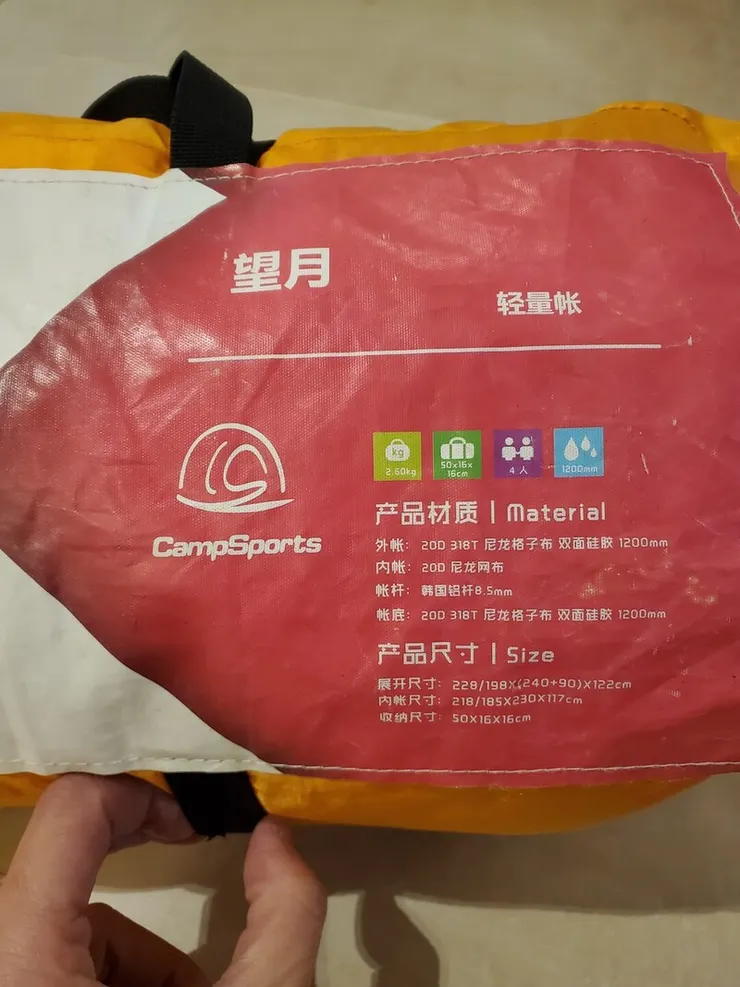 望月
轻量帐
CampSports
kg
2.60kg
50x16x
16cm
4 人
1200mm
产品材质 | Material
外帐: 20D 318T 尼龙格子布 双面硅胶 1200mm
内帐: 20D 尼龙网布
帐杆: 韩国铝杆8.5mm
帐底: 20D 318T 尼龙格子布 双面硅胶 1200mm
产品尺寸 | Size
展开尺寸: 228/198X(240+90)X122cm
内帐尺寸: 218/185X230X117cm
收纳尺寸: 50X16X16cm